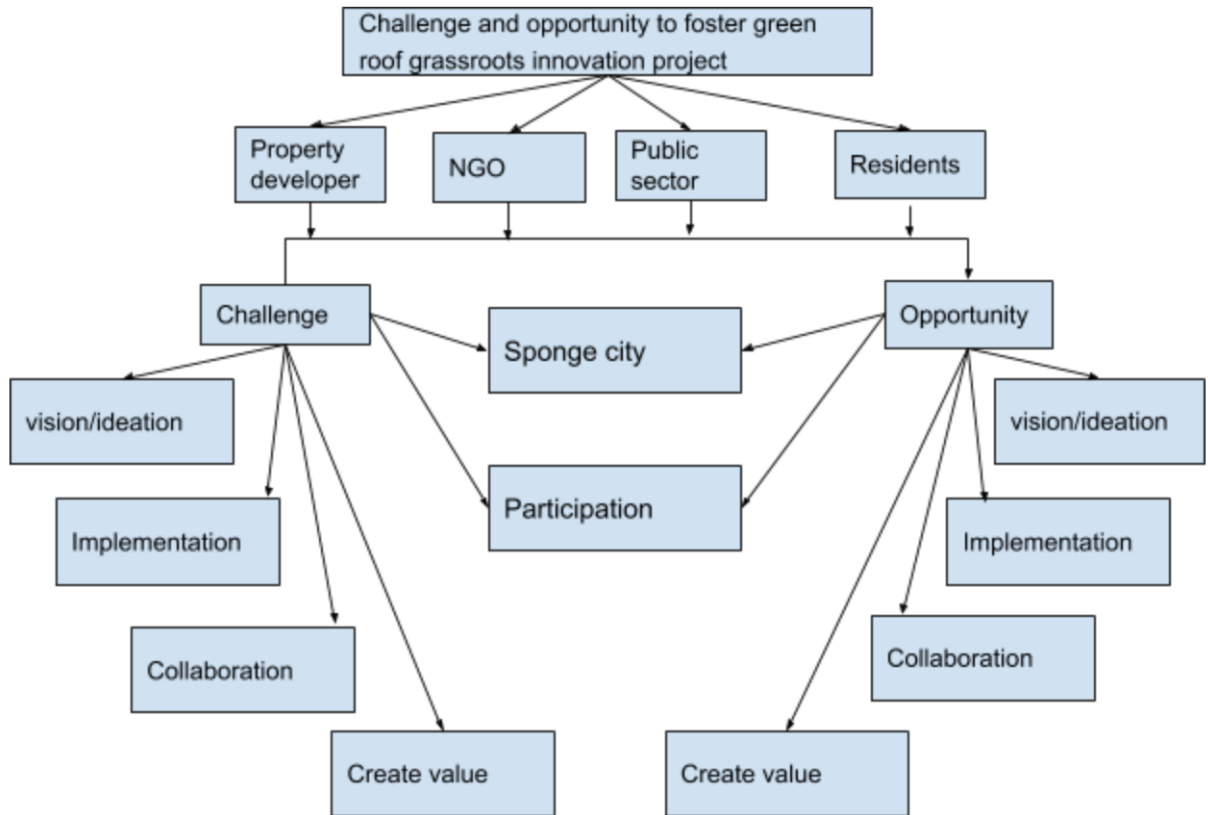 Challenge and opportunity to foster green
roof grassroots innovation project
Property
developer
NGO
Public
sector
Residents
Challenge
Opportunity
Sponge city
vision/ideation
vision/ideation
Participation
Implementation
Implementation
Collaboration
Collaboration
Create value
Create value